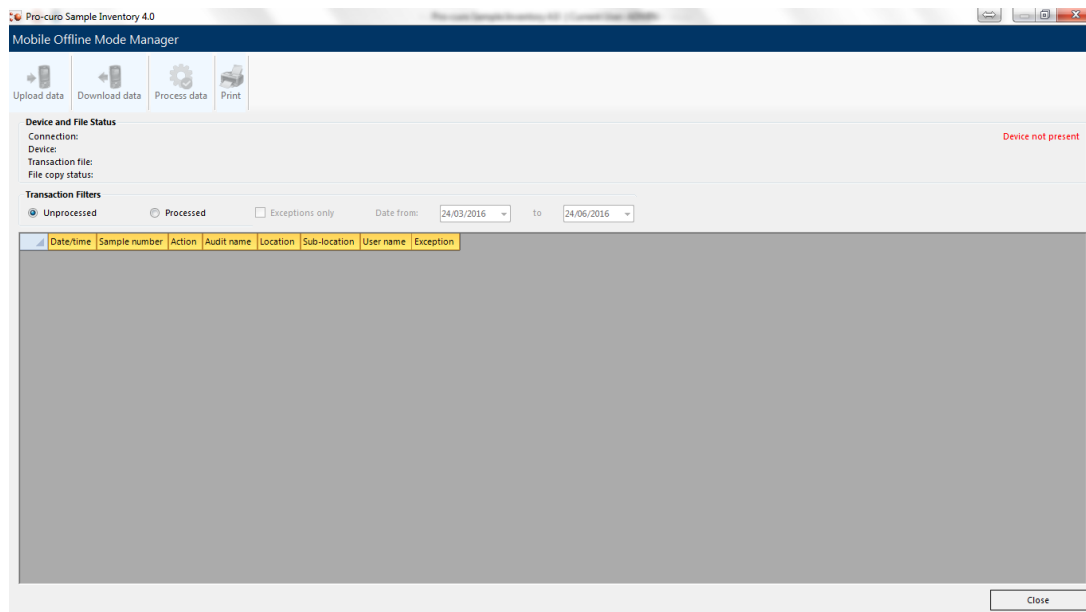 Pro-curo Sample Inventory 4.0
Mobile Offline Mode Manager
Upload data Download data Process data Print
Device and File Status
Connection: Device not present
Device:
Transaction file:
File copy status:
Transaction Filters
Unprocessed Processed Exceptions only Date from: 24/03/2016 to 24/06/2016
Date/time Sample number Action Audit name Location Sub-location User name Exception
Close